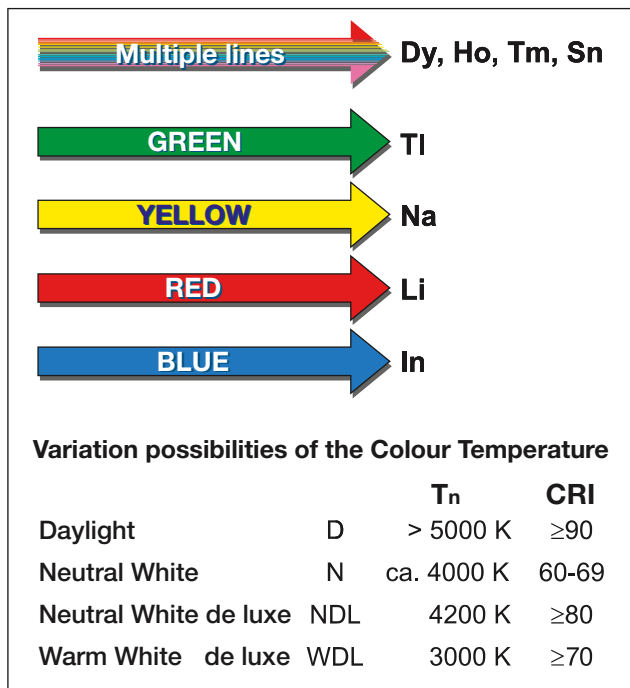 Multiple lines Dy, Ho, Tm, Sn
GREEN Tl
YELLOW Na
RED Li
BLUE In
Variation possibilities of the Colour Temperature
Tn CRI
Daylight D > 5000 K ≥90
Neutral White N ca. 4000 K 60-69
Neutral White de luxe NDL 4200 K ≥80
Warm White de luxe WDL 3000 K ≥70